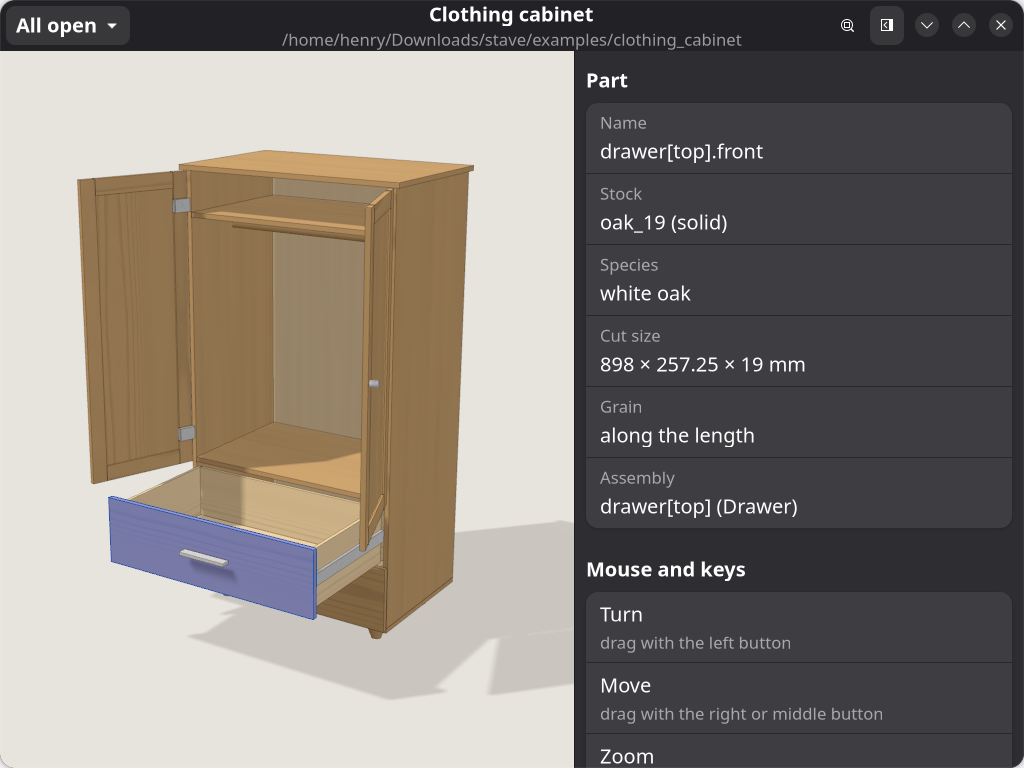 All open
Clothing cabinet
/home/henry/Downloads/stave/examples/clothing_cabinet
Part
Name
drawer[top].front
Stock
oak_19 (solid)
Species
white oak
Cut size
898 × 257.25 × 19 mm
Grain
along the length
Assembly
drawer[top] (Drawer)
Mouse and keys
Turn
drag with the left button
Move
drag with the right or middle button
Zoom